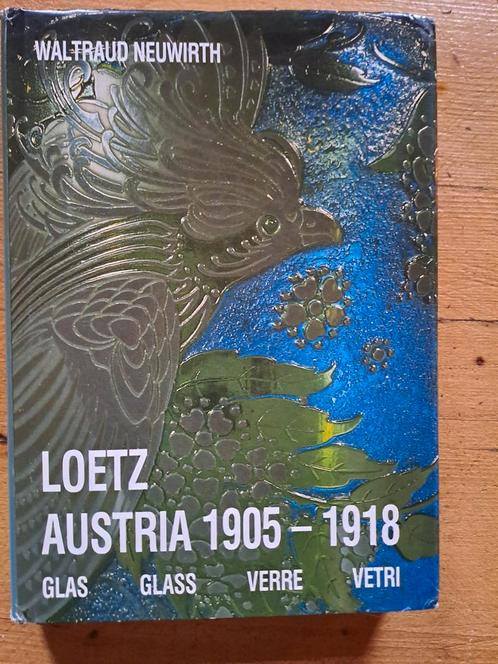 WALTRAUD NEUWIRTH
LOETZ
AUSTRIA 1905 – 1918
GLAS GLASS VERRE VETRI